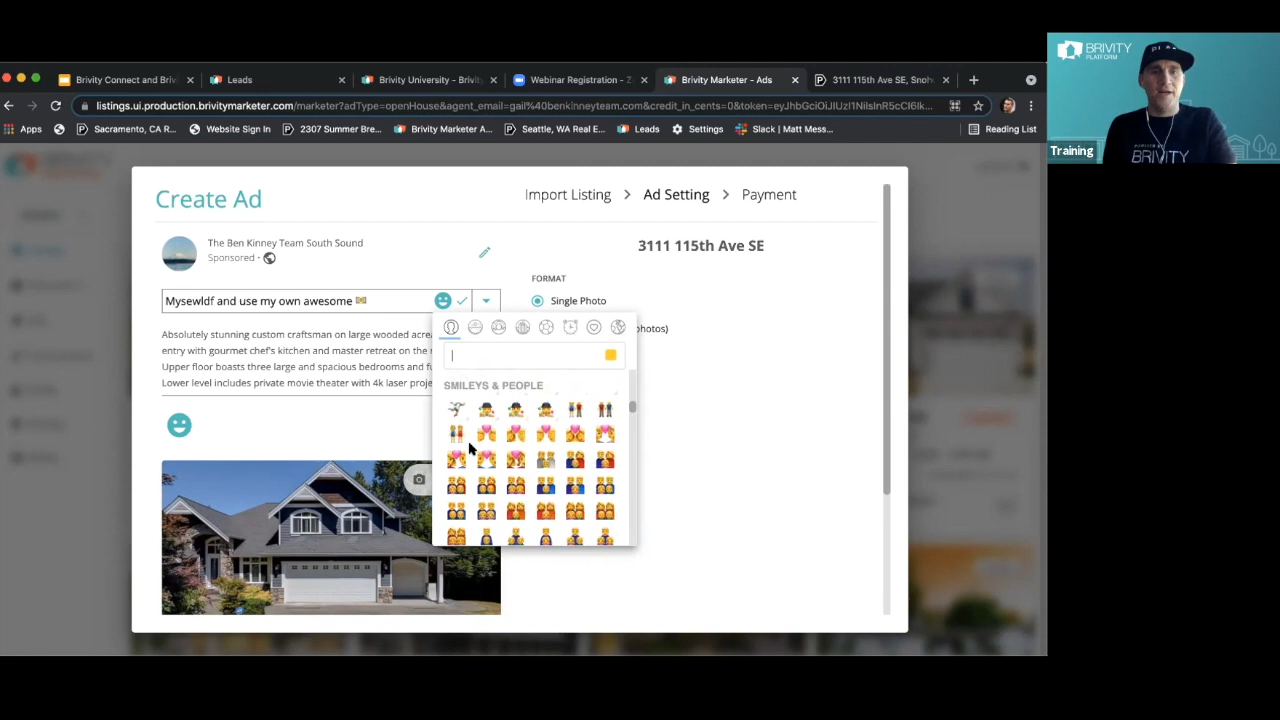 Brivity Connect and Briv
Leads
Brivity University - Brivit
Webinar Registration - Z
Brivity Marketer - Ads
3111 115th Ave SE, Snoh
listings.ui.production.brivitymarketer.com/marketer?adType=openHouse&agent_email=gail%40benkinneyteam.com&credit_in_cents=0&token=
Apps
Sacramento, CA R...
Website Sign In
2307 Summer Bre...
Brivity Marketer A...
Seattle, WA Real E...
Leads
Settings
Slack | Matt Mess...
Reading List
BRIVITY
PLATFORM
Training
BRIVITY
Create Ad
Import Listing > Ad Setting > Payment
The Ben Kinney Team South Sound
Sponsored
3111 115th Ave SE
FORMAT
Mysewldf and use my own awesome
Single Photo
photos)
Absolutely stunning custom craftsman on large wooded acrea
entry with gourmet chef's kitchen and master retreat on the
Upper floor boasts three large and spacious bedrooms and fu
Lower level includes private movie theater with 4k laser proje
SMILEYS & PEOPLE